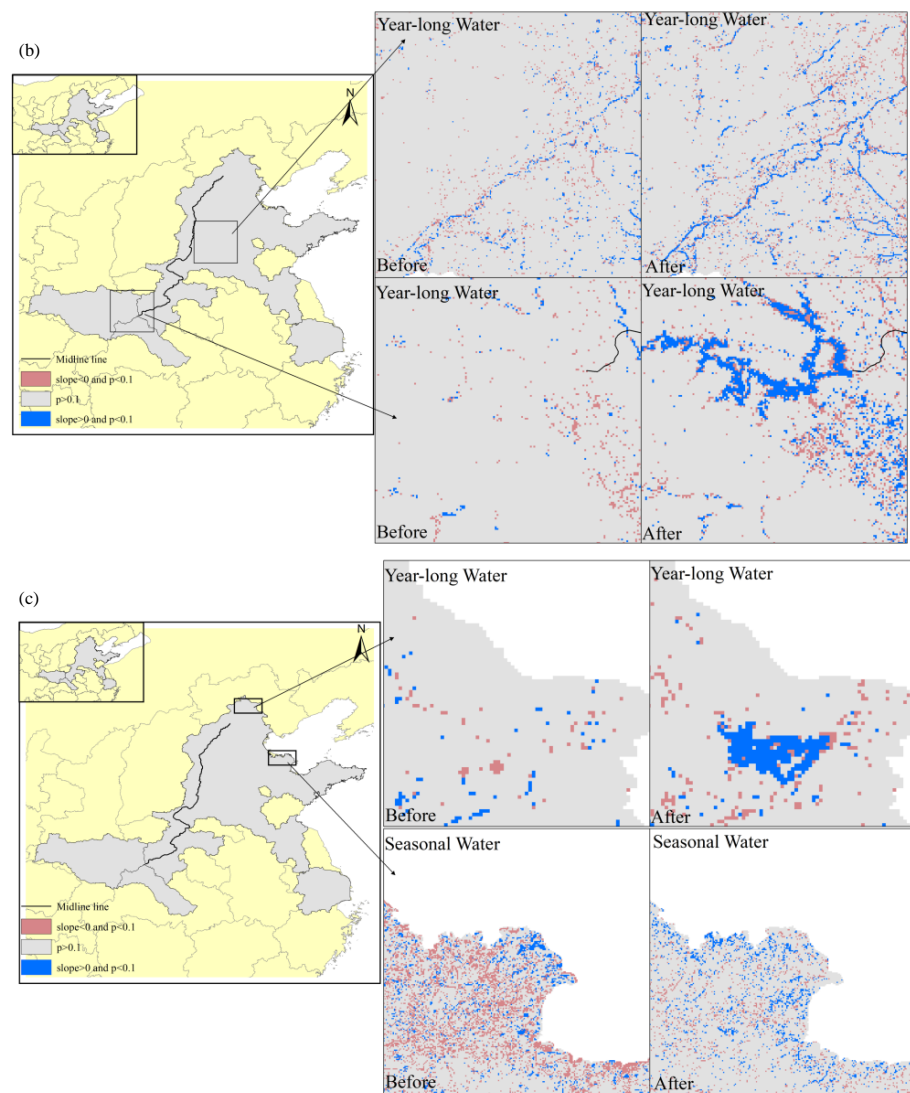 (b)
N
Midline line
slope<0 and p<0.1
p>0.1
slope>0 and p<0.1
Year-long Water
Before
Year-long Water
After
Year-long Water
Before
Year-long Water
After
(c)
N
Midline line
slope<0 and p<0.1
p>0.1
slope>0 and p<0.1
Year-long Water
Before
Year-long Water
After
Seasonal Water
Before
Seasonal Water
After